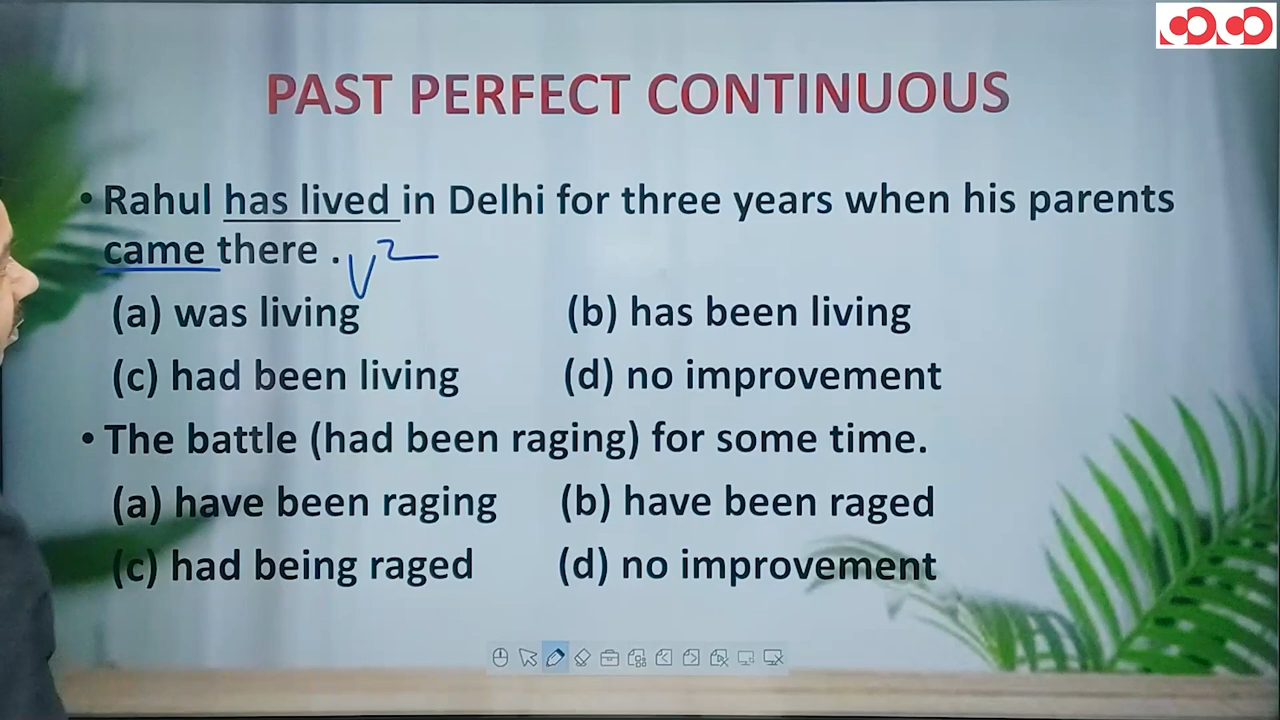 PAST PERFECT CONTINUOUS
• Rahul has lived in Delhi for three years when his parents
came there . V2
(a) was living (b) has been living
(c) had been living (d) no improvement
• The battle (had been raging) for some time.
(a) have been raging (b) have been raged
(c) had being raged (d) no improvement